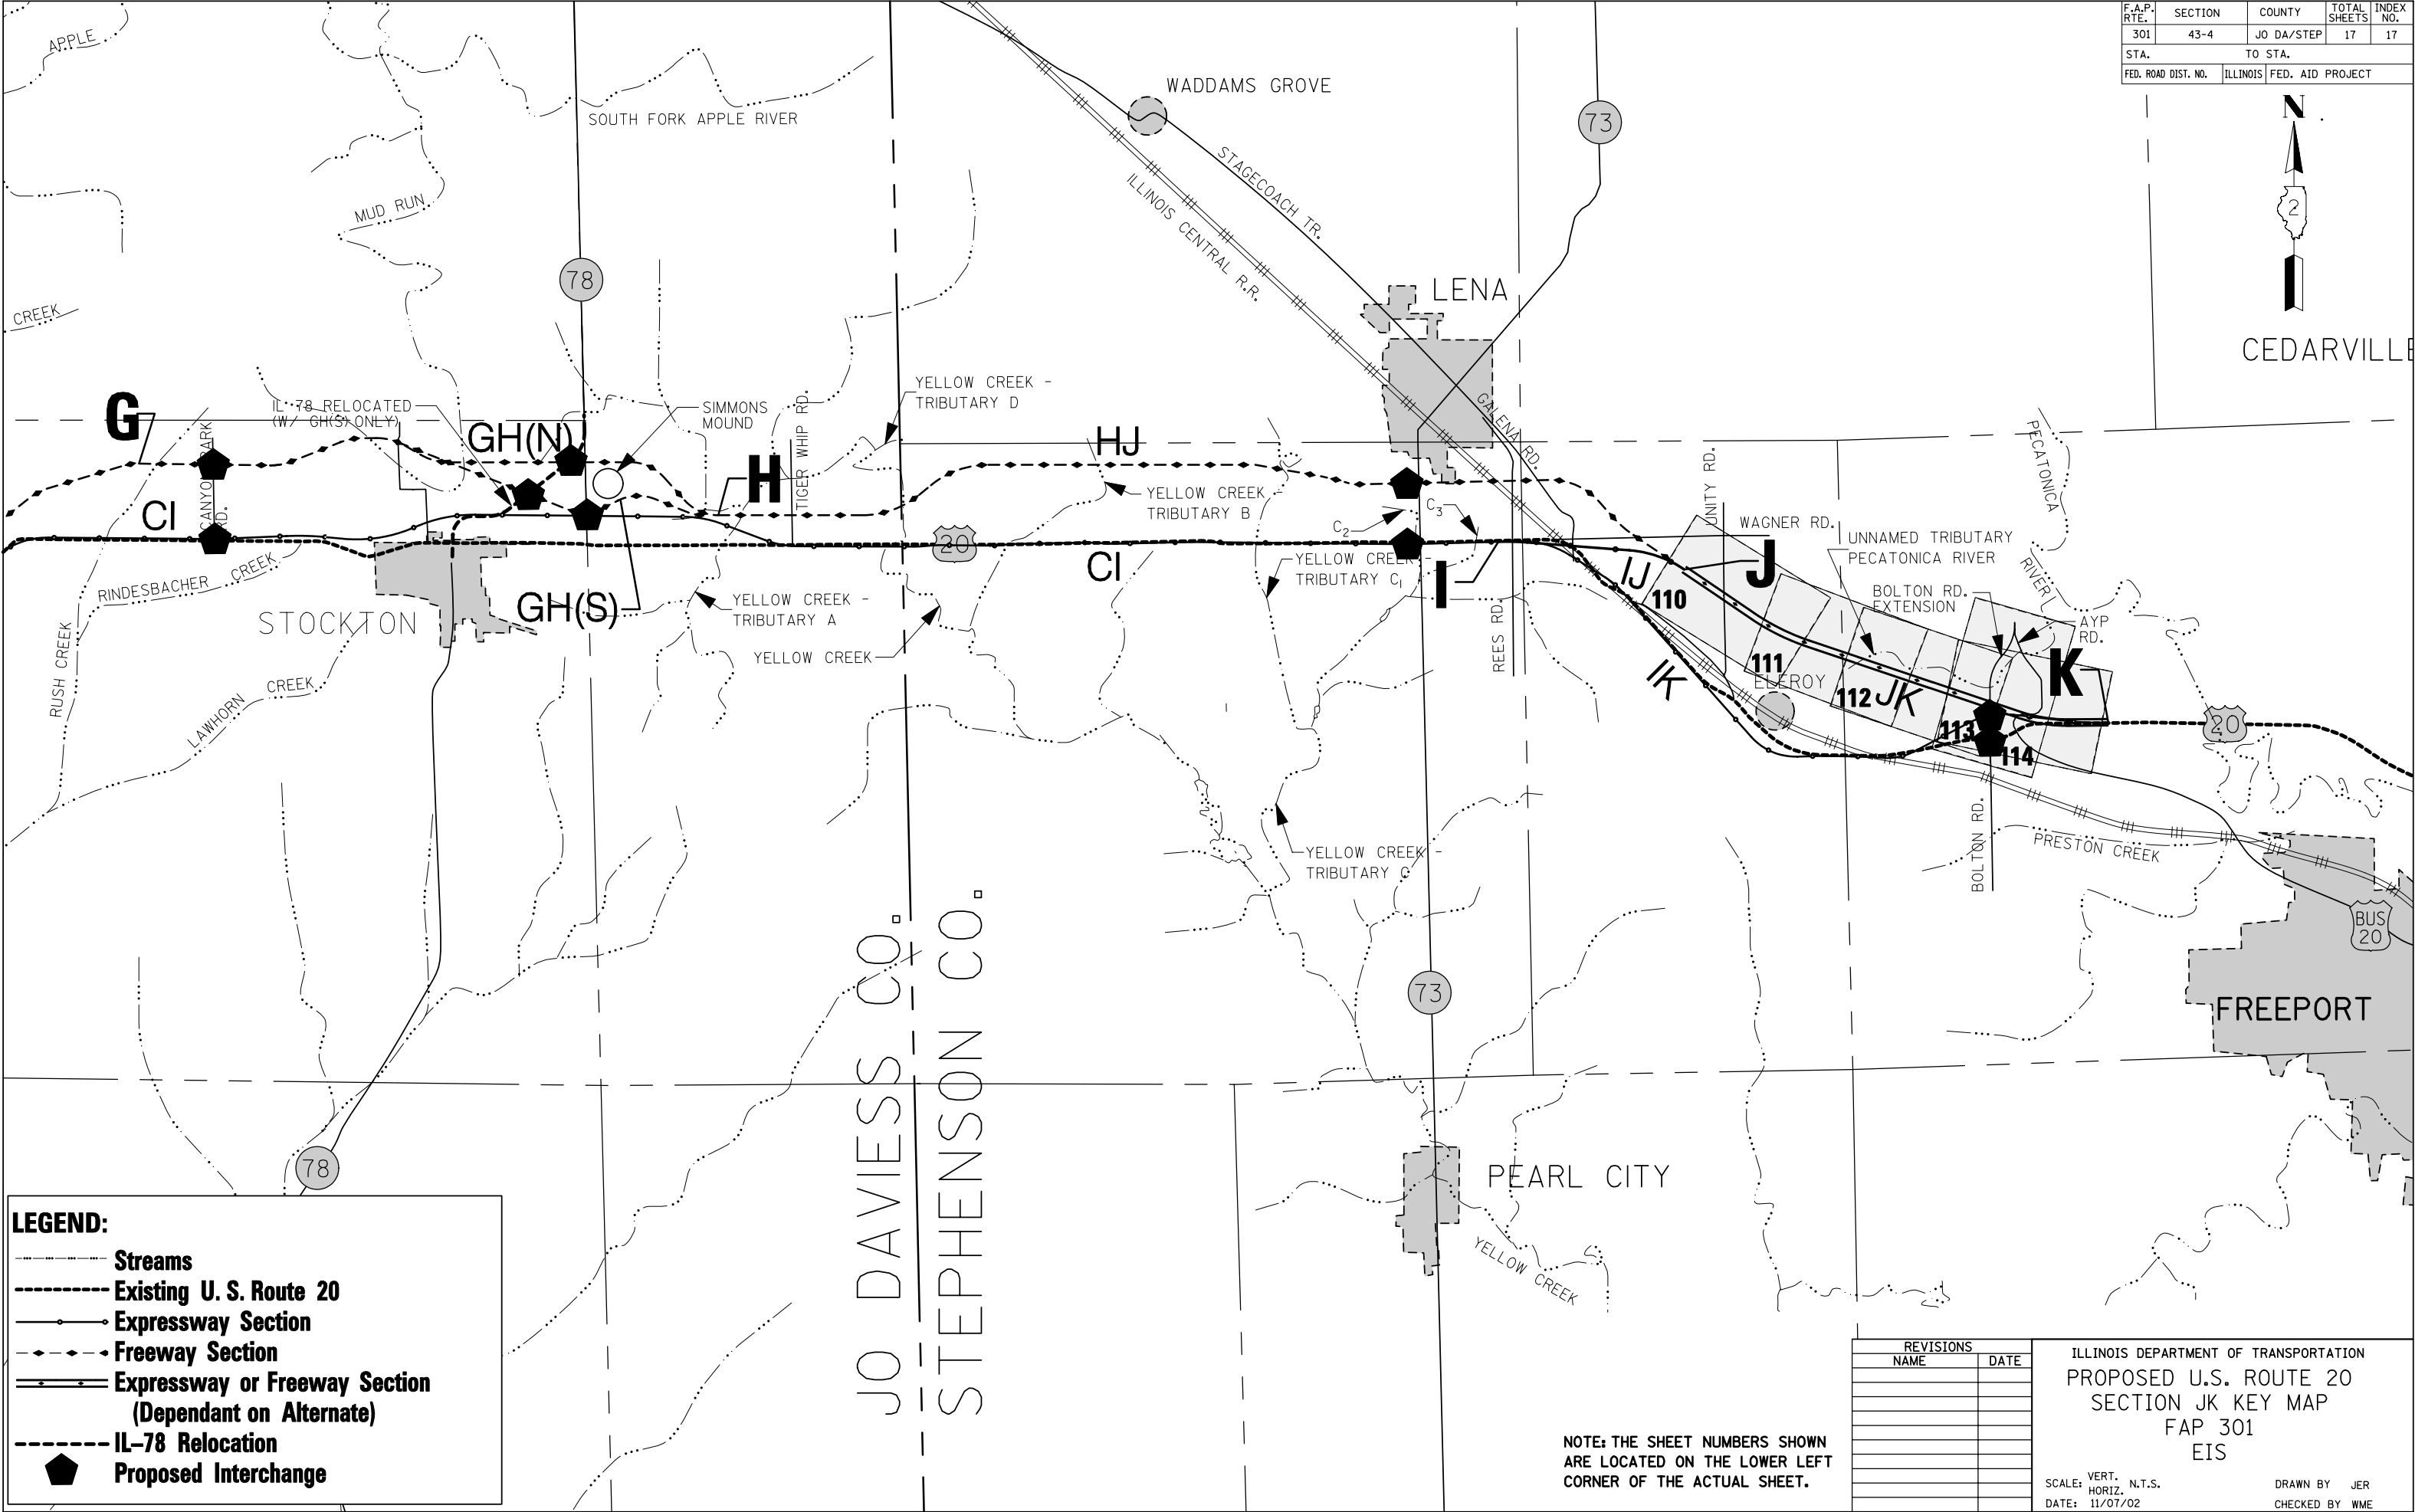 F.A.P. RTE. SECTION COUNTY TOTAL SHEETS INDEX NO.
301 43-4 JO DA/STEP 17 17
STA. TO STA.
FED. ROAD DIST. NO. ILLINOIS FED. AID PROJECT
N
2
CEDARVILLE
APPLE
SOUTH FORK APPLE RIVER
MUD RUN
CREEK
78
WADDAMS GROVE
STAGECOACH TR.
ILLINOIS CENTRAL R.R.
73
LENA
GALENA RD.
G
CANYON PARK RD.
IL 78 RELOCATED
(W/ GH(S) ONLY)
GH(N)
SIMMONS
MOUND
H
TIGER WHIP RD.
YELLOW CREEK -
TRIBUTARY D
HJ
YELLOW CREEK -
TRIBUTARY B
CI
RINDESBACHER CREEK
STOCKTON
GH(S)
YELLOW CREEK -
TRIBUTARY A
YELLOW CREEK
20
CI
C2
C3
YELLOW CREEK -
TRIBUTARY C1
I
REES RD.
UNITY RD.
WAGNER RD.
IJ
J
110
IK
111
ELEROY
112
JK
113
114
UNNAMED TRIBUTARY
PECATONICA RIVER
BOLTON RD.
EXTENSION
AYP
RD.
PECATONICA
RIVER
K
20
RUSH CREEK
LAWHORN CREEK
YELLOW CREEK -
TRIBUTARY C
BOLTON RD.
PRESTON CREEK
BUS
20
FREEPORT
73
JO DAVIESS CO.
STEPHENSON CO.
PEARL CITY
YELLOW CREEK
78
LEGEND:
Streams
Existing U. S. Route 20
Expressway Section
Freeway Section
Expressway or Freeway Section
(Dependant on Alternate)
IL-78 Relocation
Proposed Interchange
NOTE: THE SHEET NUMBERS SHOWN
ARE LOCATED ON THE LOWER LEFT
CORNER OF THE ACTUAL SHEET.
REVISIONS
NAME DATE
ILLINOIS DEPARTMENT OF TRANSPORTATION
PROPOSED U.S. ROUTE 20
SECTION JK KEY MAP
FAP 301
EIS
SCALE: VERT. HORIZ. N.T.S.
DATE: 11/07/02
DRAWN BY JER
CHECKED BY WME